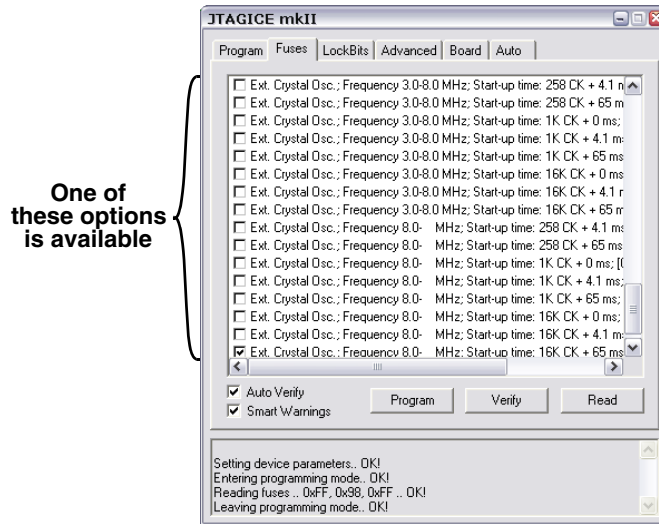 JTAGICE mkII
Program Fuses LockBits Advanced Board Auto
Ext. Crystal Osc.; Frequency 3.0-8.0 MHz; Start-up time: 258 CK + 4.1 m
Ext. Crystal Osc.; Frequency 3.0-8.0 MHz; Start-up time: 258 CK + 65 m
Ext. Crystal Osc.; Frequency 3.0-8.0 MHz; Start-up time: 1K CK + 0 ms;
Ext. Crystal Osc.; Frequency 3.0-8.0 MHz; Start-up time: 1K CK + 4.1 m
Ext. Crystal Osc.; Frequency 3.0-8.0 MHz; Start-up time: 1K CK + 65 ms
Ext. Crystal Osc.; Frequency 3.0-8.0 MHz; Start-up time: 16K CK + 0 ms
Ext. Crystal Osc.; Frequency 3.0-8.0 MHz; Start-up time: 16K CK + 4.1 m
Ext. Crystal Osc.; Frequency 3.0-8.0 MHz; Start-up time: 16K CK + 65 m
Ext. Crystal Osc.; Frequency 8.0- MHz; Start-up time: 258 CK + 4.1 ms
Ext. Crystal Osc.; Frequency 8.0- MHz; Start-up time: 258 CK + 65 ms
Ext. Crystal Osc.; Frequency 8.0- MHz; Start-up time: 1K CK + 0 ms; [0
Ext. Crystal Osc.; Frequency 8.0- MHz; Start-up time: 1K CK + 4.1 ms;
Ext. Crystal Osc.; Frequency 8.0- MHz; Start-up time: 1K CK + 65 ms;
Ext. Crystal Osc.; Frequency 8.0- MHz; Start-up time: 16K CK + 0 ms;
Ext. Crystal Osc.; Frequency 8.0- MHz; Start-up time: 16K CK + 4.1 m
Ext. Crystal Osc.; Frequency 8.0- MHz; Start-up time: 16K CK + 65 ms
One of
these options
is available
Auto Verify
Smart Warnings
Program Verify Read
Setting device parameters.. OK!
Entering programming mode.. OK!
Reading fuses .. 0xFF, 0x98, 0xFF .. OK!
Leaving programming mode.. OK!